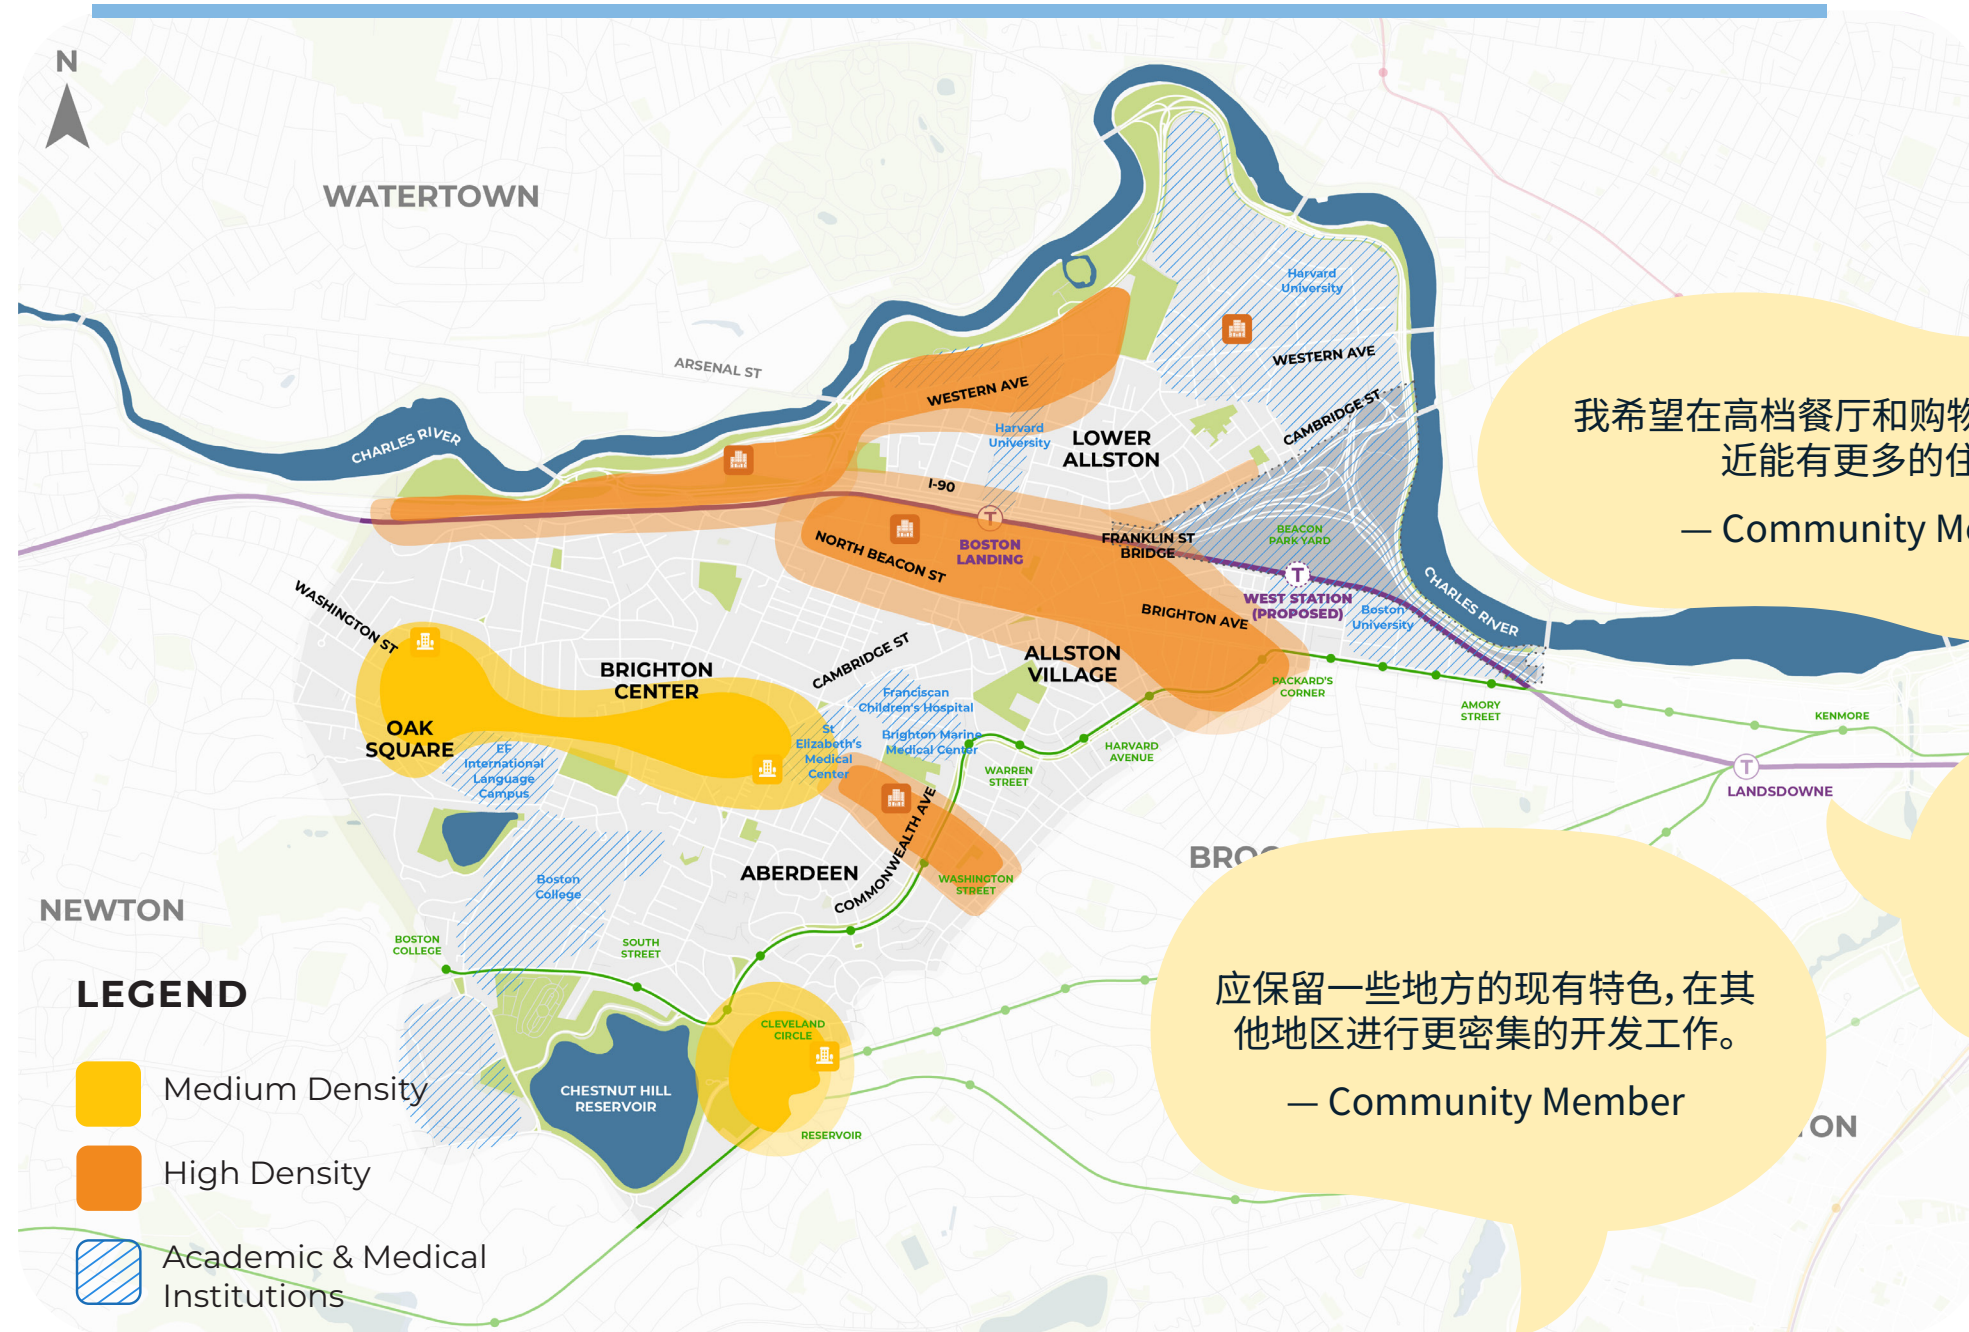 N
WATERTOWN
ARSENAL ST
CHARLES RIVER
Harvard
University
WESTERN AVE
CAMBRIDGE ST
WESTERN AVE
Harvard
University
LOWER
ALLSTON
I-90
BOSTON
LANDING
NORTH BEACON ST
FRANKLIN ST
BRIDGE
BEACON
PARK YARD
WEST STATION
(PROPOSED)
Boston
University
CHARLES RIVER
BRIGHTON AVE
WASHINGTON ST
BRIGHTON
CENTER
CAMBRIDGE ST
ALLSTON
VILLAGE
PACKARD'S
CORNER
AMORY
STREET
KENMORE
LANDSDOWNE
OAK
SQUARE
EF
International
Language
Campus
Franciscan
Children's Hospital
St
Elizabeth's
Medical
Center
Brighton Marine
Medical Center
WARREN
STREET
HARVARD
AVENUE
COMMONWEALTH AVE
WASHINGTON
STREET
ABERDEEN
Boston
College
NEWTON
BOSTON
COLLEGE
SOUTH
STREET
CLEVELAND
CIRCLE
CHESTNUT HILL
RESERVOIR
RESERVOIR
我希望在高档餐厅和购物
近能有更多的住
— Community M
应保留一些地方的现有特色，在其
他地区进行更密集的开发工作。
— Community Member
LEGEND
Medium Density
High Density
Academic & Medical
Institutions